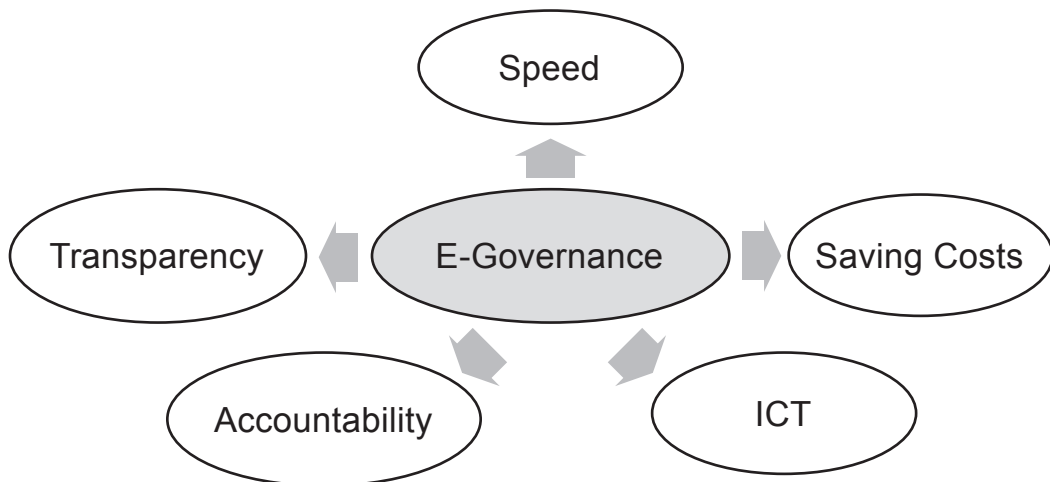 Speed
Transparency
E-Governance
Saving Costs
Accountability
ICT